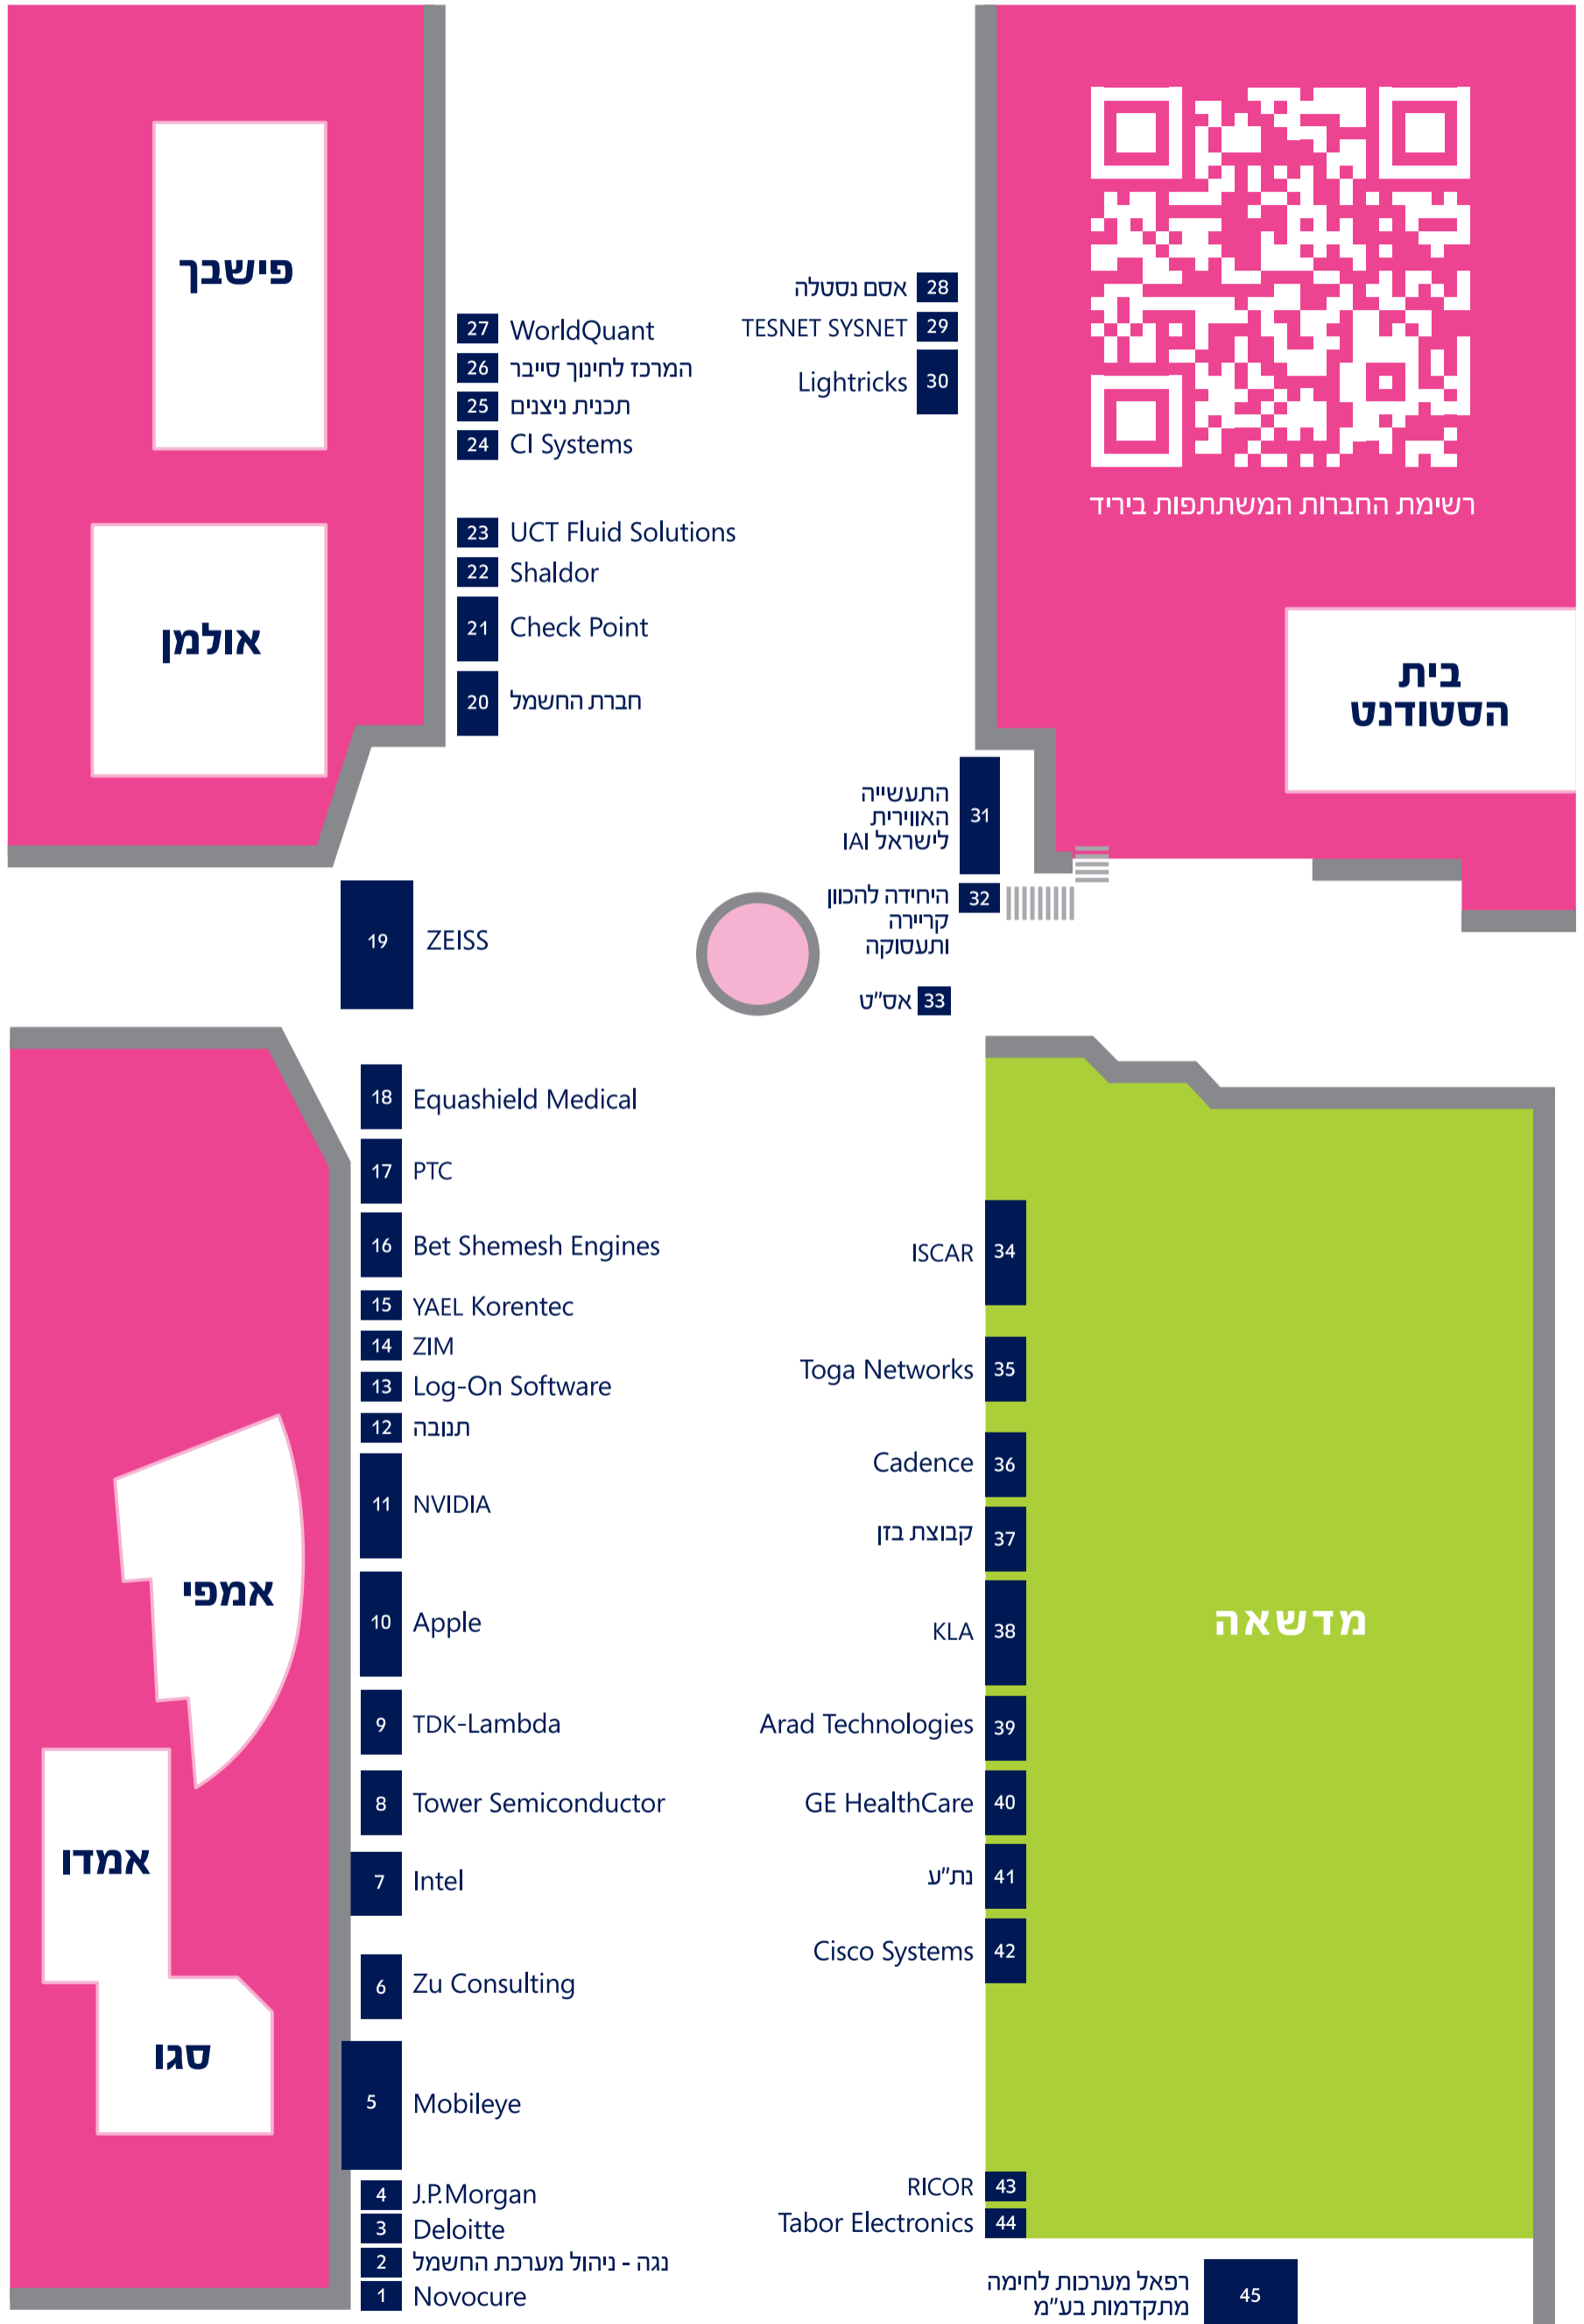 פישבך
אולמן
27 WorldQuant
26 המרכז לחינוך סייבר
25 תכנית ניצנים
24 CI Systems
23 UCT Fluid Solutions
22 Shaldor
21 Check Point
20 חברת החשמל
28 אסם נסטלה
29 TESNET SYSNET
30 Lightricks
רשימת החברות המשתתפות ביריד
בית
הסטודנט
31 התעשייה
האווירית
לישראל IAI
32 היחידה להכוון
קריירה
ותעסוקה
33 אס"ט
19 ZEISS
18 Equashield Medical
17 PTC
16 Bet Shemesh Engines
15 YAEL Korentec
14 ZIM
13 Log-On Software
12 תנובה
11 NVIDIA
10 Apple
9 TDK-Lambda
8 Tower Semiconductor
7 Intel
6 Zu Consulting
5 Mobileye
4 J.P.Morgan
3 Deloitte
2 נגה - ניהול מערכת החשמל
1 Novocure
אמפי
אמדו
סגו
ISCAR 34
Toga Networks 35
Cadence 36
קבוצת בזן 37
KLA 38
Arad Technologies 39
GE HealthCare 40
נת"ע 41
Cisco Systems 42
RICOR 43
Tabor Electronics 44
מדשאה
45 רפאל מערכות לחימה
מתקדמות בע"מ